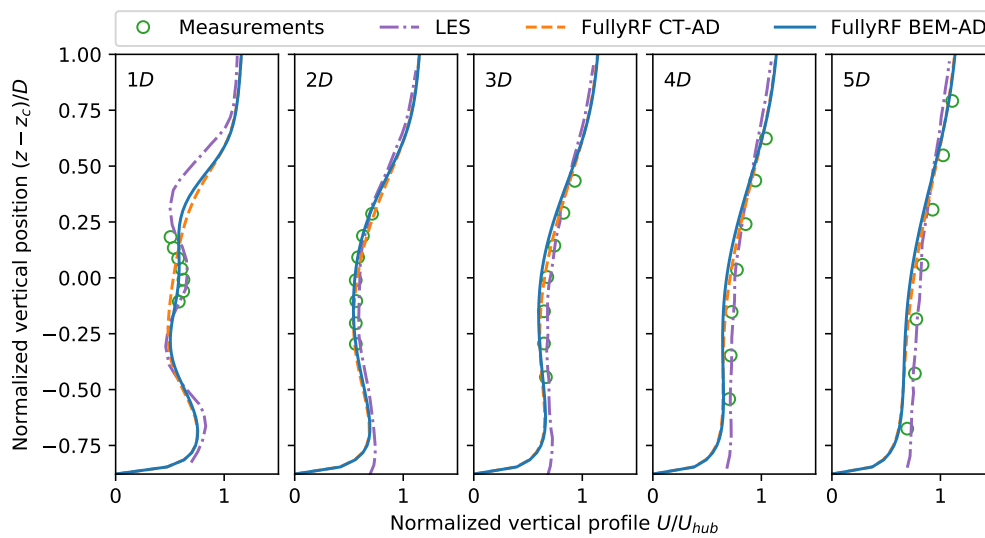 Measurements LES FullyRF CT-AD FullyRF BEM-AD
Normalized vertical position (z − z_c)/D
1.00
0.75
0.50
0.25
0.00
−0.25
−0.50
−0.75
1D 2D 3D 4D 5D
0 1 0 1 0 1 0 1 0 1
Normalized vertical profile U/U_hub